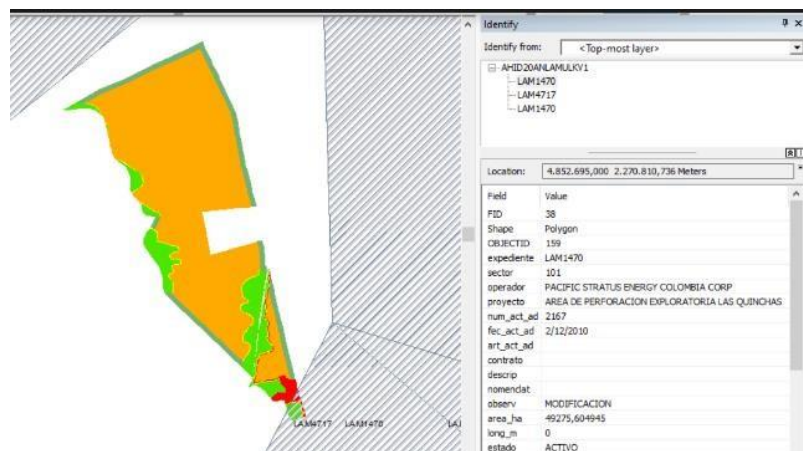 Identify
Identify from: <Top-most layer>
AHID20ANLAMULKV1
LAM1470
LAM4717
LAM1470
Location: 4.852.695,000 2.270.810,736 Meters
Field Value
FID 38
Shape Polygon
OBJECTID 159
expediente LAM1470
sector 101
operador PACIFIC STRATUS ENERGY COLOMBIA CORP
proyecto AREA DE PERFORACION EXPLORATORIA LAS QUINCHAS
num_act_ad 2167
fec_act_ad 2/12/2010
art_act_ad
contrato
descrip
nomenclat
observ MODIFICACION
area_ha 49275,604945
long_m 0
estado ACTIVO
LAM4717 LAM1470 LA